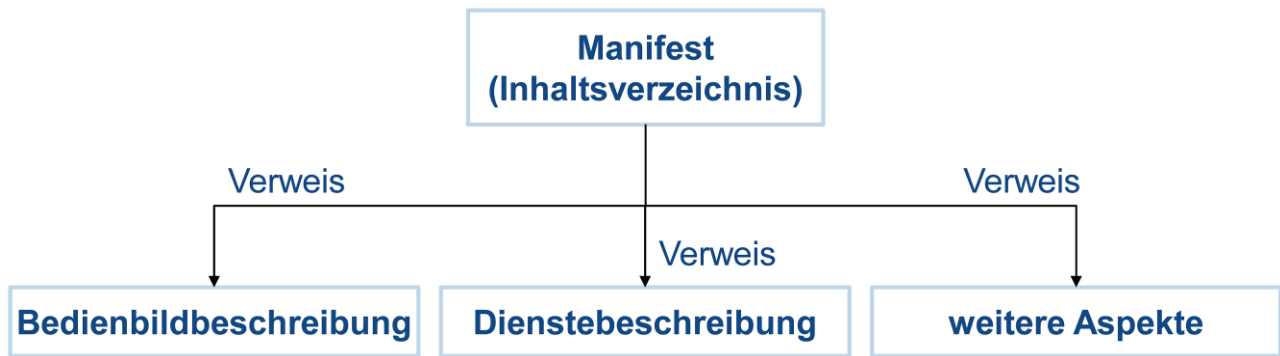 Manifest
(Inhaltsverzeichnis)
Verweis
Verweis
Verweis
Bedienbildbeschreibung
Dienstebeschreibung
weitere Aspekte